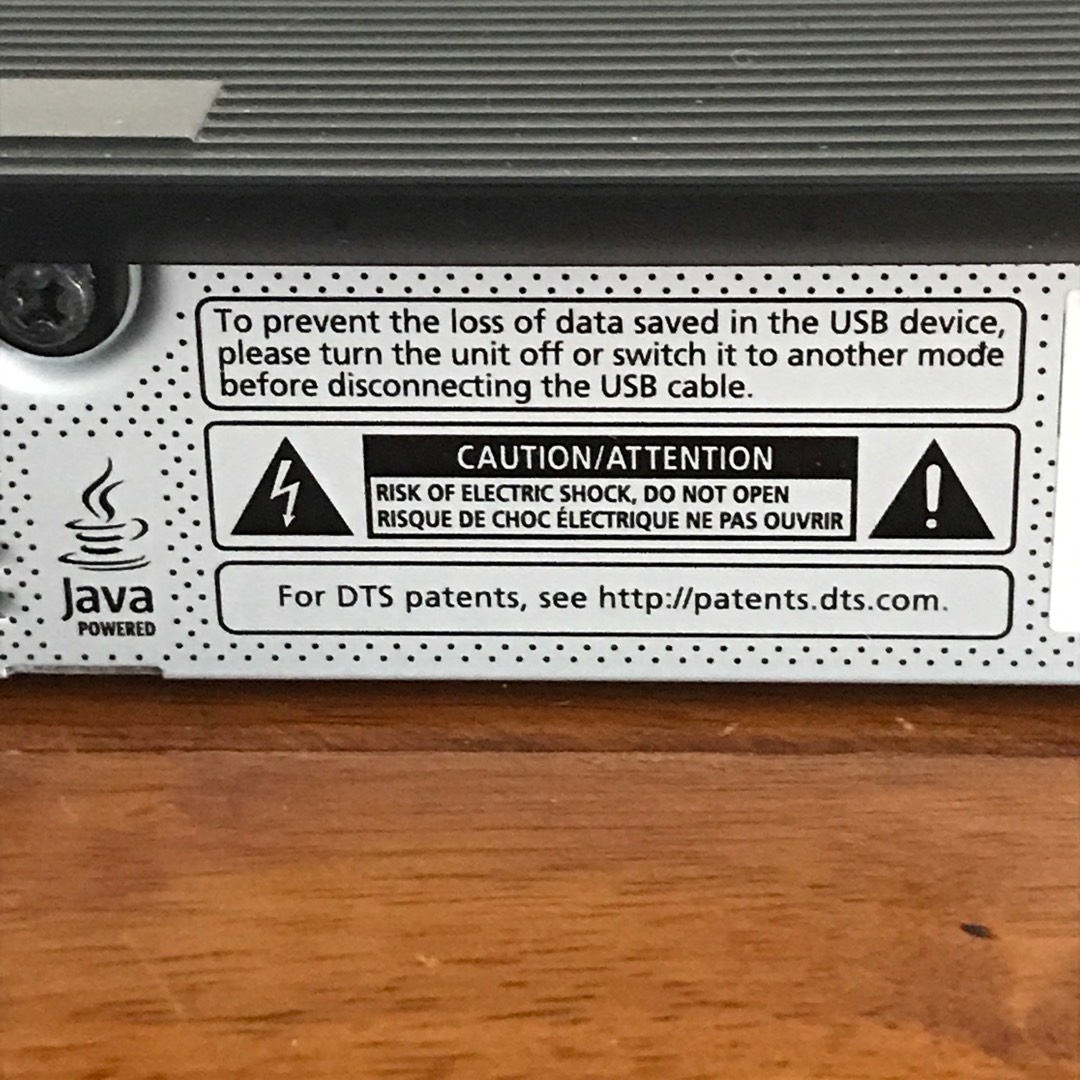 To prevent the loss of data saved in the USB device,
please turn the unit off or switch it to another mode
before disconnecting the USB cable.
CAUTION/ATTENTION
RISK OF ELECTRIC SHOCK, DO NOT OPEN
RISQUE DE CHOC ÉLECTRIQUE NE PAS OUVRIR
Java
POWERED
For DTS patents, see http://patents.dts.com.